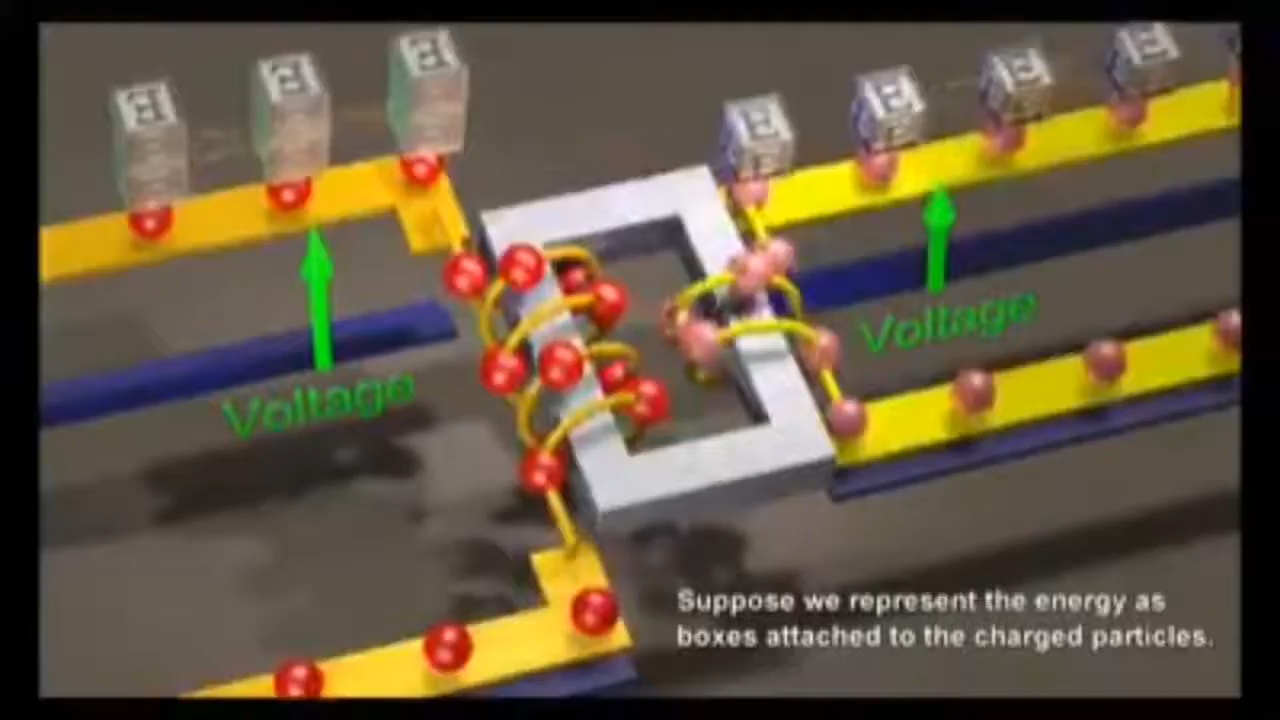 E E E
E E E E
Voltage
Voltage
Suppose we represent the energy as
boxes attached to the charged particles.